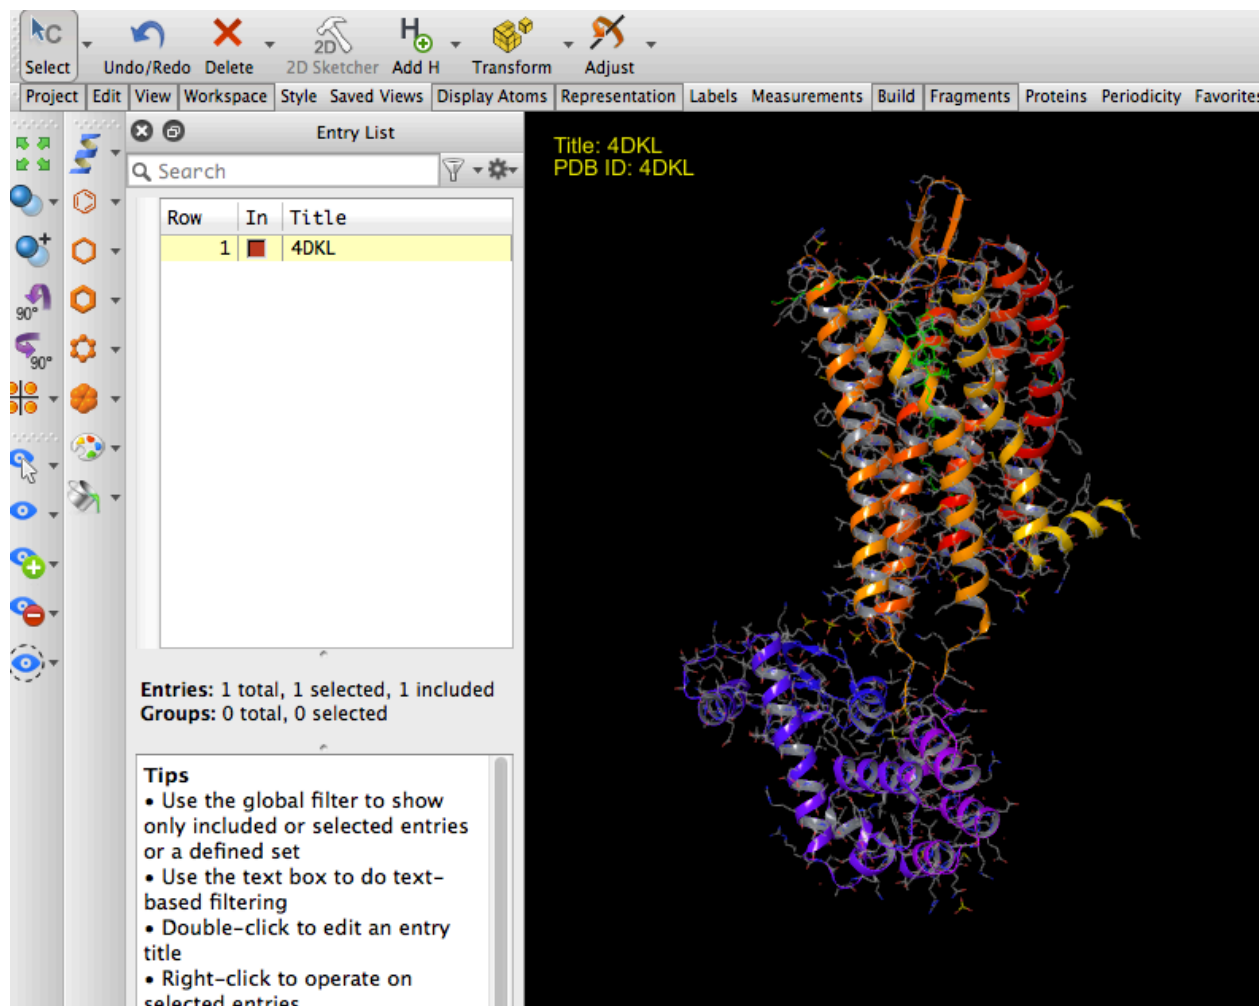 C
H
2D
Select Undo/Redo Delete 2D Sketcher Add H Transform Adjust
Project Edit View Workspace Style Saved Views Display Atoms Representation Labels Measurements Build Fragments Proteins Periodicity Favorites
Entry List
Search
Row In Title
1 4DKL
90°
90°
Entries: 1 total, 1 selected, 1 included
Groups: 0 total, 0 selected
Tips
• Use the global filter to show
only included or selected entries
or a defined set
• Use the text box to do text-
based filtering
• Double-click to edit an entry
title
• Right-click to operate on
selected entries
Title: 4DKL
PDB ID: 4DKL